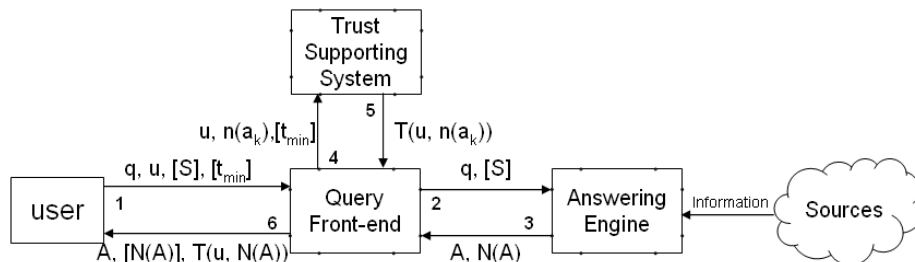 Trust
Supporting
System
5
u, n(a_k),[t_min]
T(u, n(a_k))
4
q, u, [S], [t_min]
q, [S]
user
1
Query
Front-end
2
Answering
Engine
Information
Sources
6
3
A, [N(A)], T(u, N(A))
A, N(A)